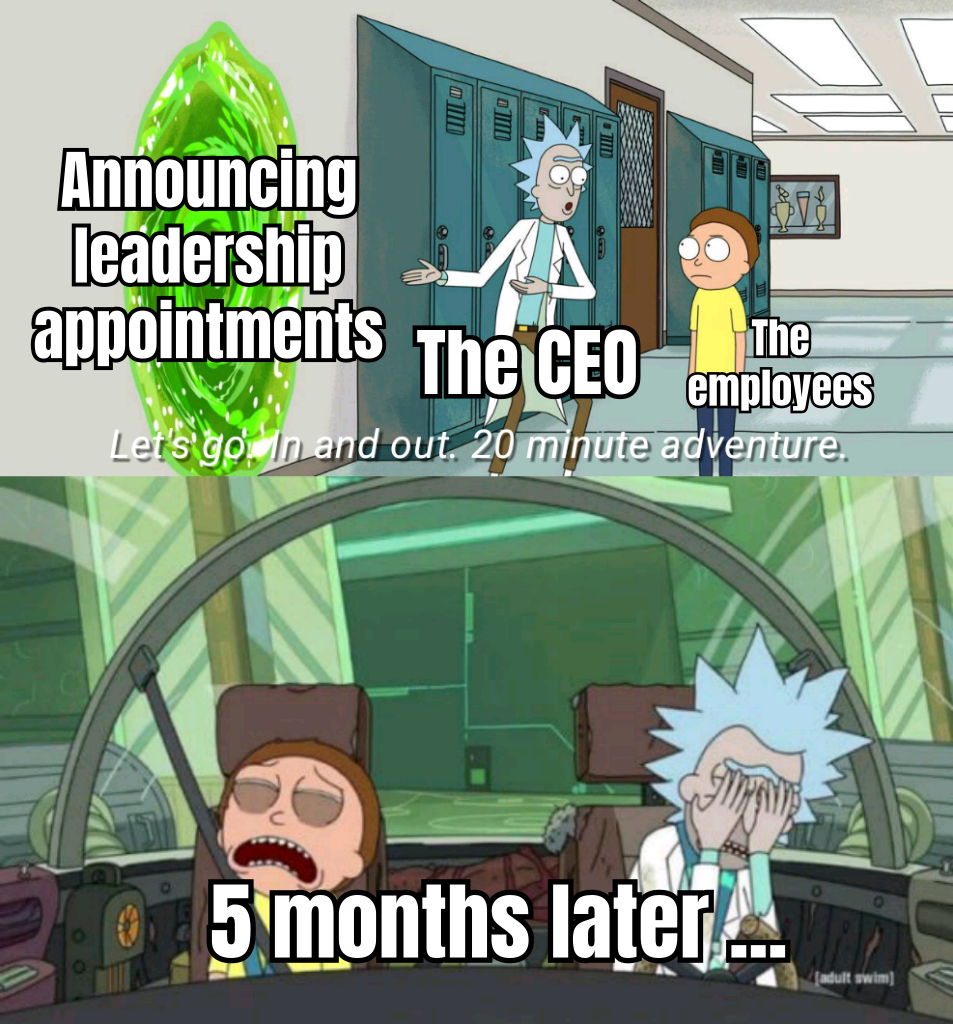 Announcing
leadership
appointments
The CEO
The
employees
Let's go. In and out. 20 minute adventure.
5 months later ...
[adult swim]